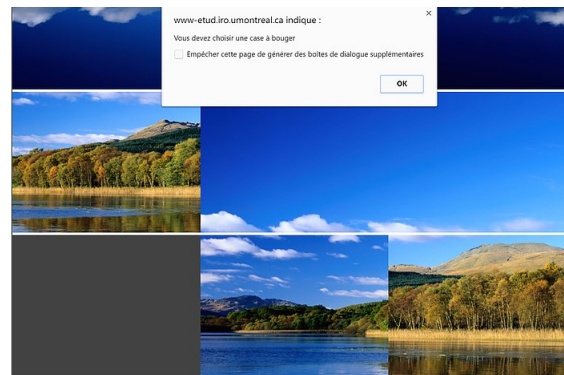 www-etud.iro.umontreal.ca indique :
Vous devez choisir une case à bouger
Empêcher cette page de générer des boîtes de dialogue supplémentaires
OK